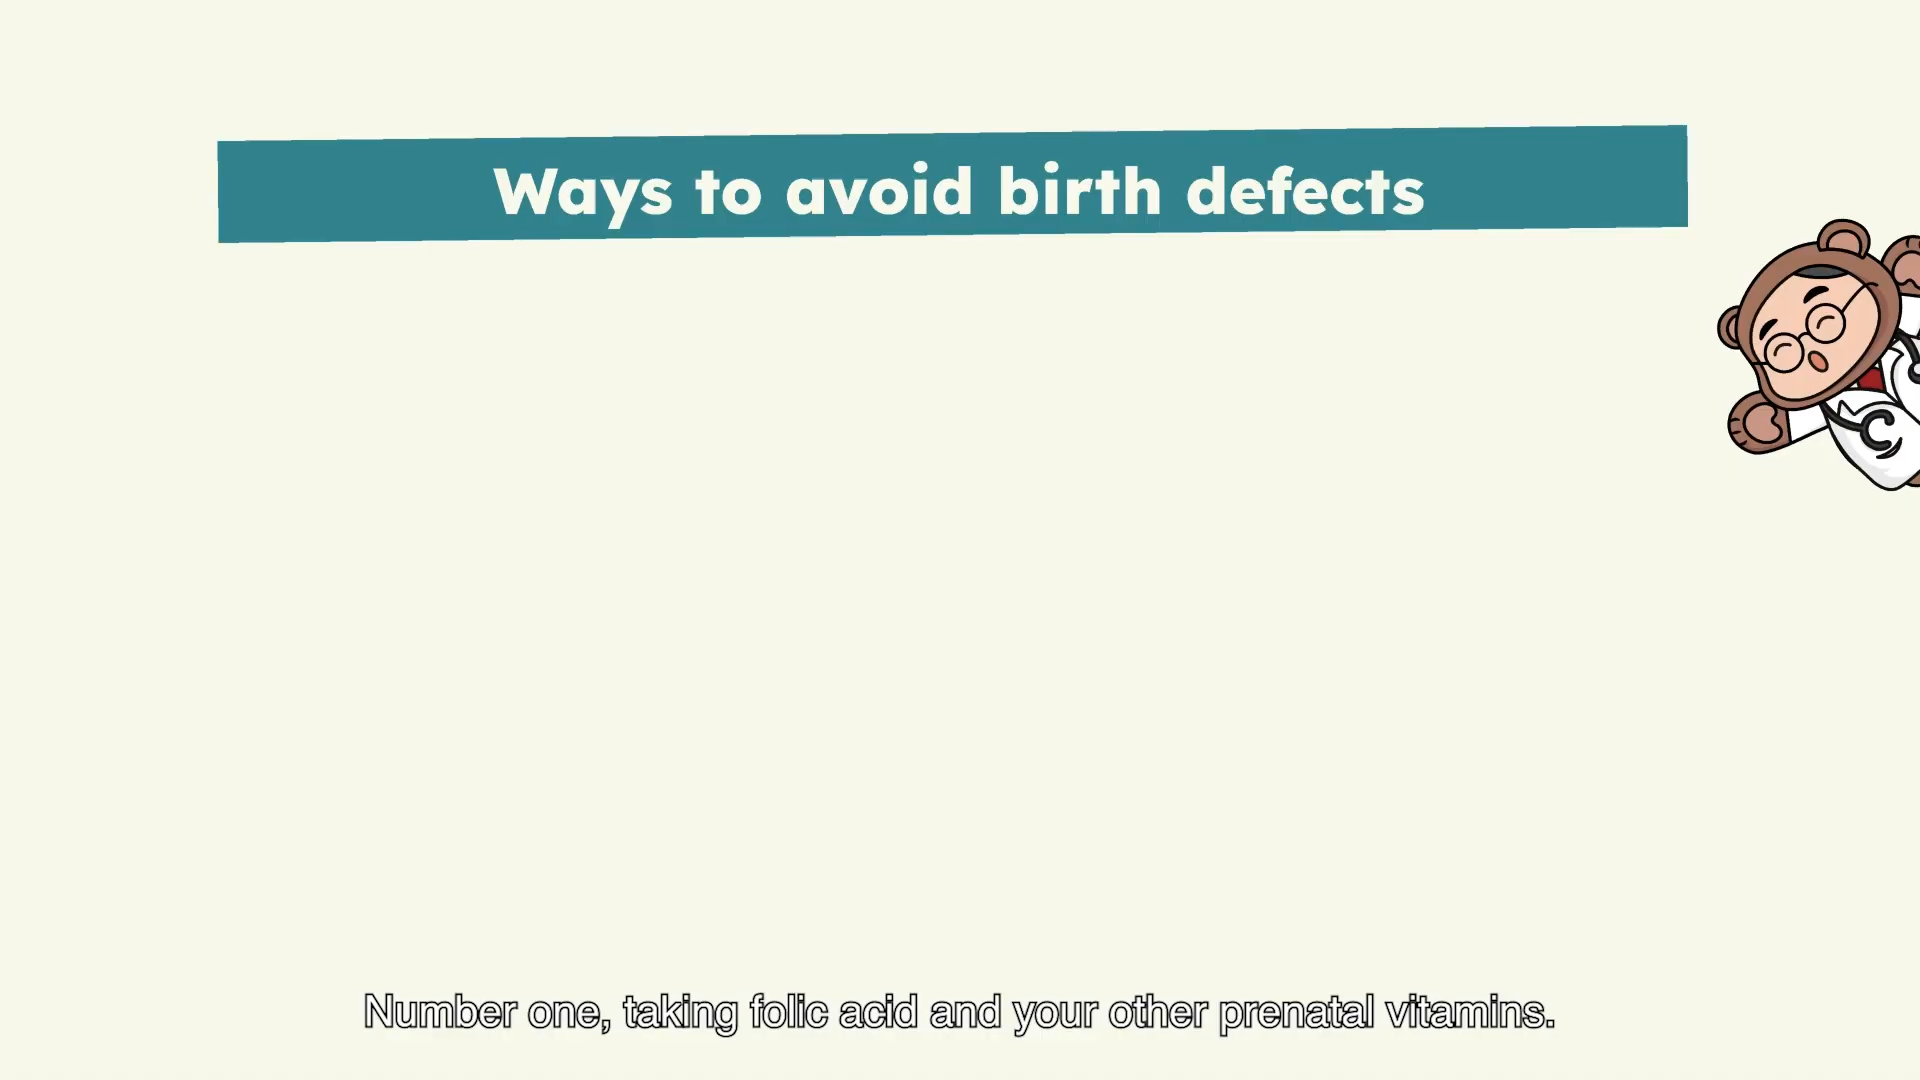 Ways to avoid birth defects
Number one, taking folic acid and your other prenatal vitamins.